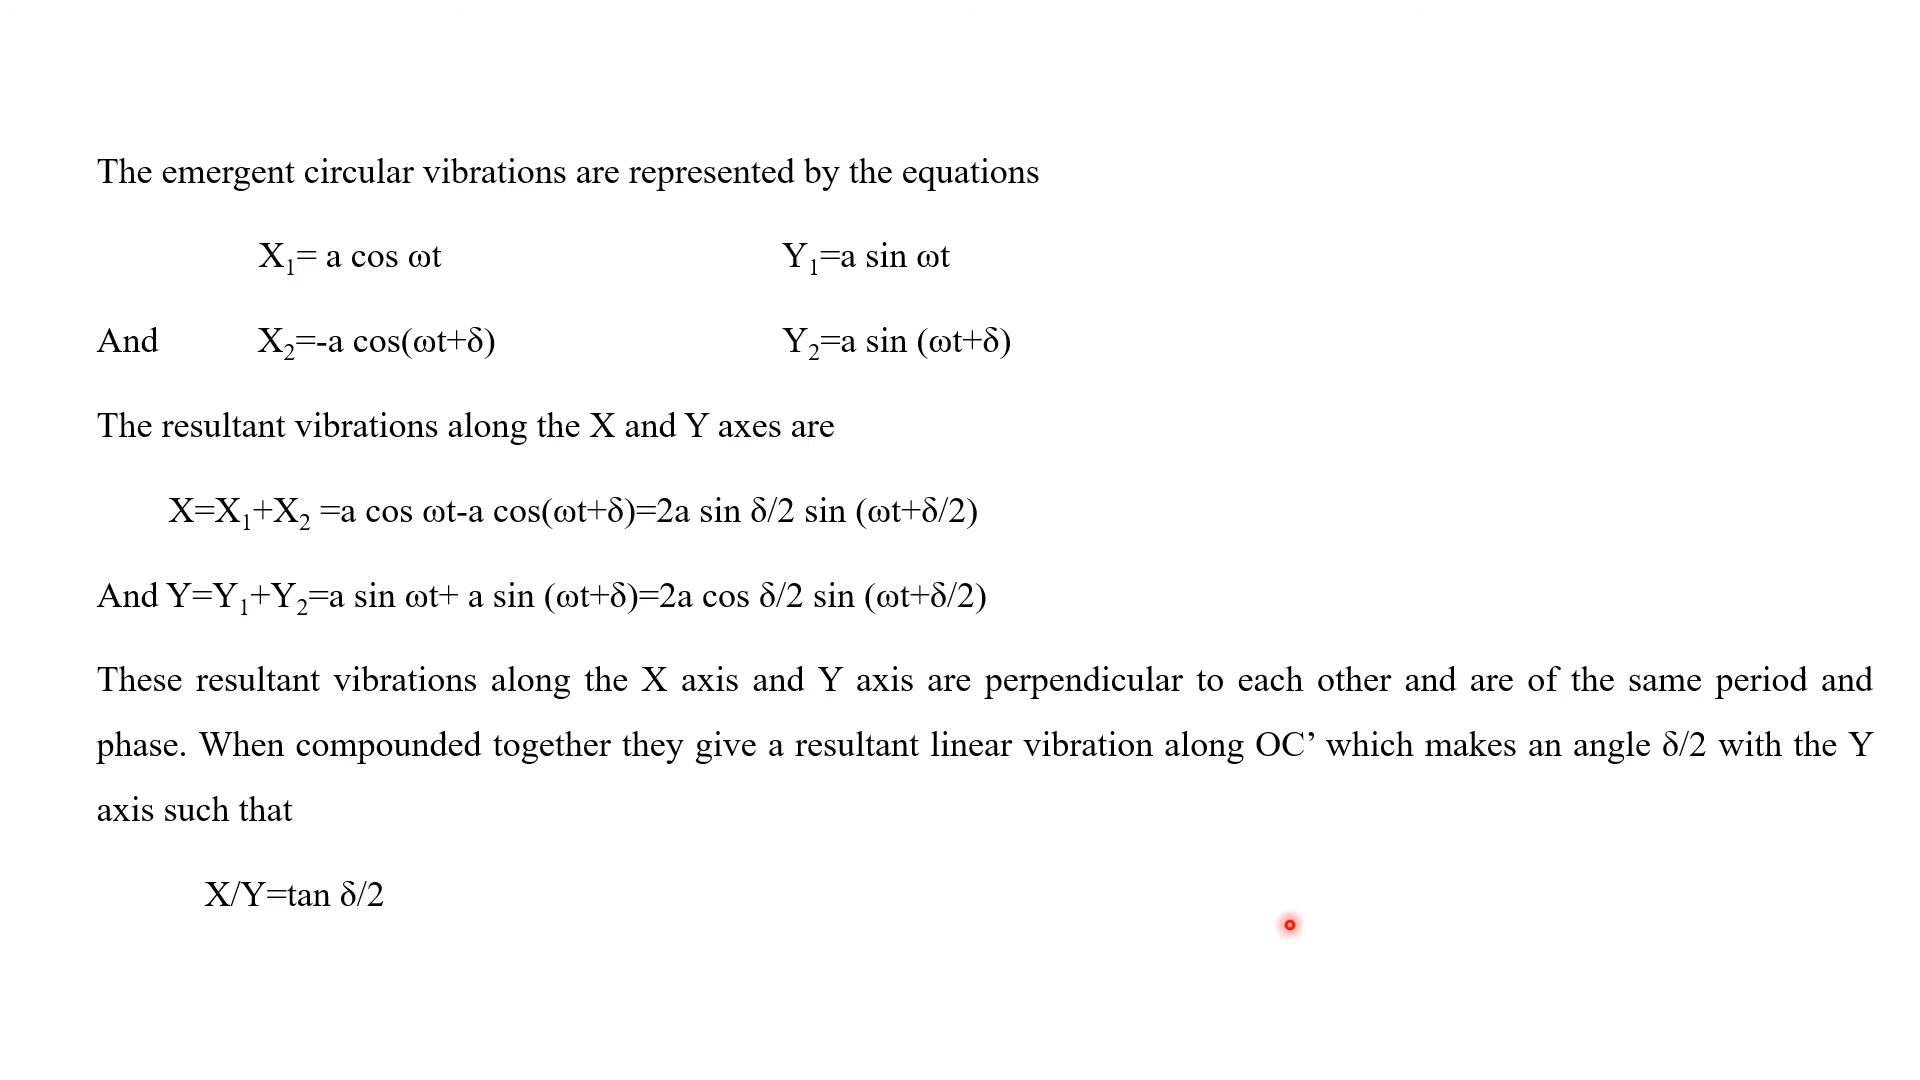 The emergent circular vibrations are represented by the equations
X₁= a cos ωt Y₁=a sin ωt
And X₂=-a cos(ωt+δ) Y₂=a sin (ωt+δ)
The resultant vibrations along the X and Y axes are
X=X₁+X₂ =a cos ωt-a cos(ωt+δ)=2a sin δ/2 sin (ωt+δ/2)
And Y=Y₁+Y₂=a sin ωt+ a sin (ωt+δ)=2a cos δ/2 sin (ωt+δ/2)
These resultant vibrations along the X axis and Y axis are perpendicular to each other and are of the same period and
phase. When compounded together they give a resultant linear vibration along OC’ which makes an angle δ/2 with the Y
axis such that
X/Y=tan δ/2